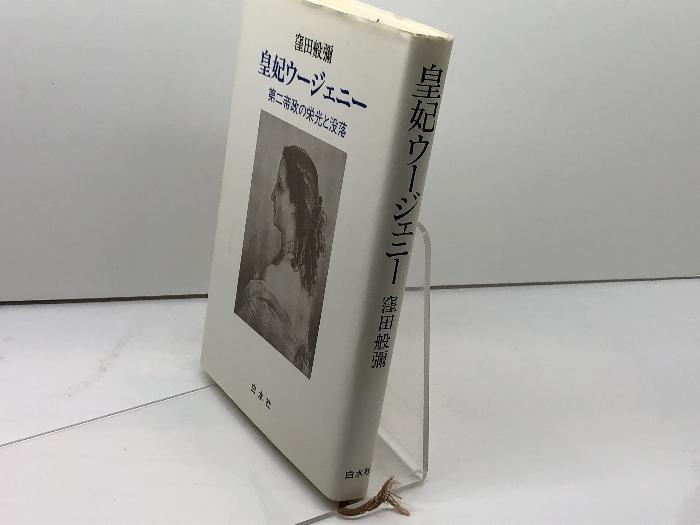 窪田般彌
皇妃ウージェニー
第二帝政の栄光と没落
白水社
皇妃ウージェニー
窪田般彌
白水社